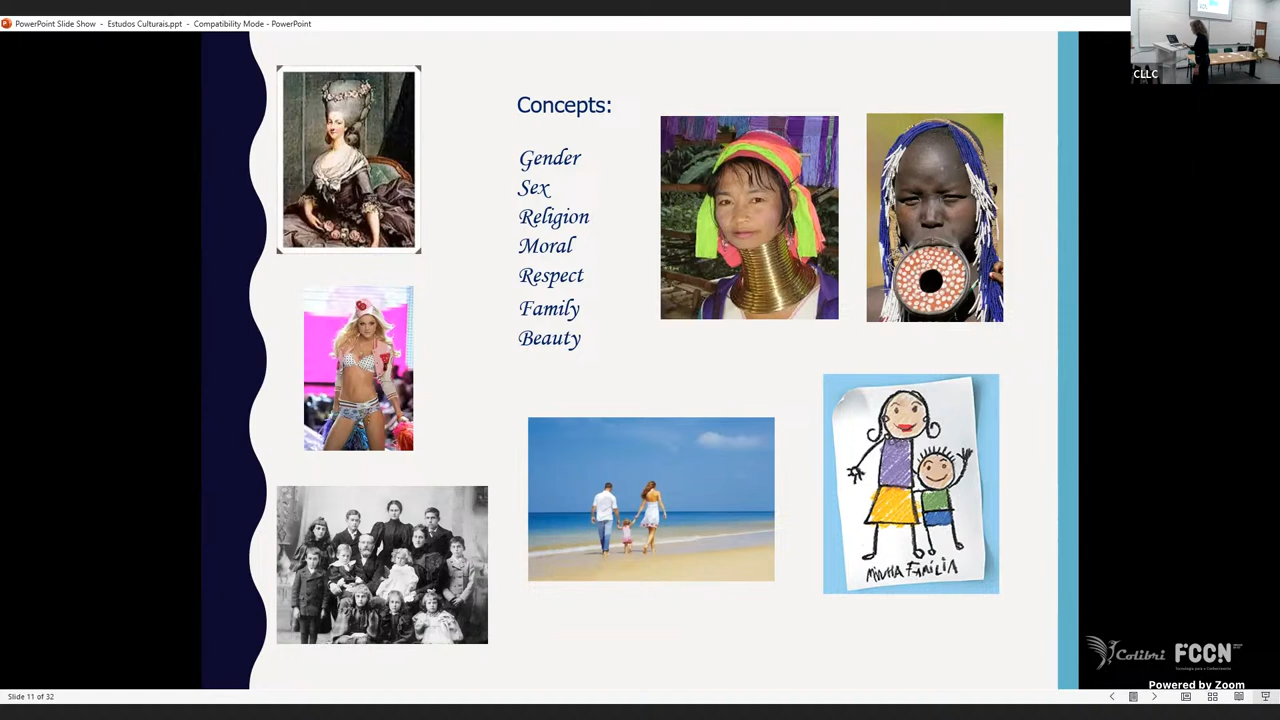 PowerPoint Slide Show - Estudos Culturais.ppt - Compatibility Mode - PowerPoint
CLLC
Concepts:
Gender
Sex
Religion
Moral
Respect
Family
Beauty
MINHA FAMÍLIA
Colibri FCCN
Powered by Zoom
Slide 11 of 32